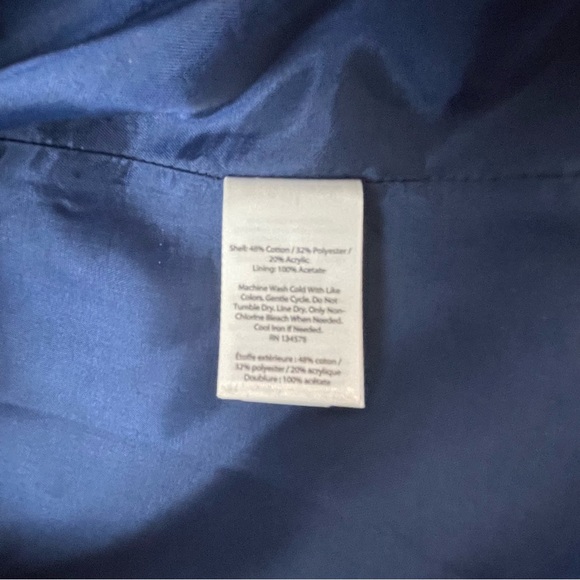 Shell: 48% Cotton / 32% Polyester /
20% Acrylic
Lining: 100% Acetate
Machine Wash Cold With Like
Colors, Gentle Cycle, Do Not
Tumble Dry, Line Dry, Only Non-
Chlorine Bleach When Needed,
Cool Iron If Needed.
RN 134579
Étoffe extérieure : 48% cotton /
32% polyester / 20% acrylique
Doublure : 100% acétate